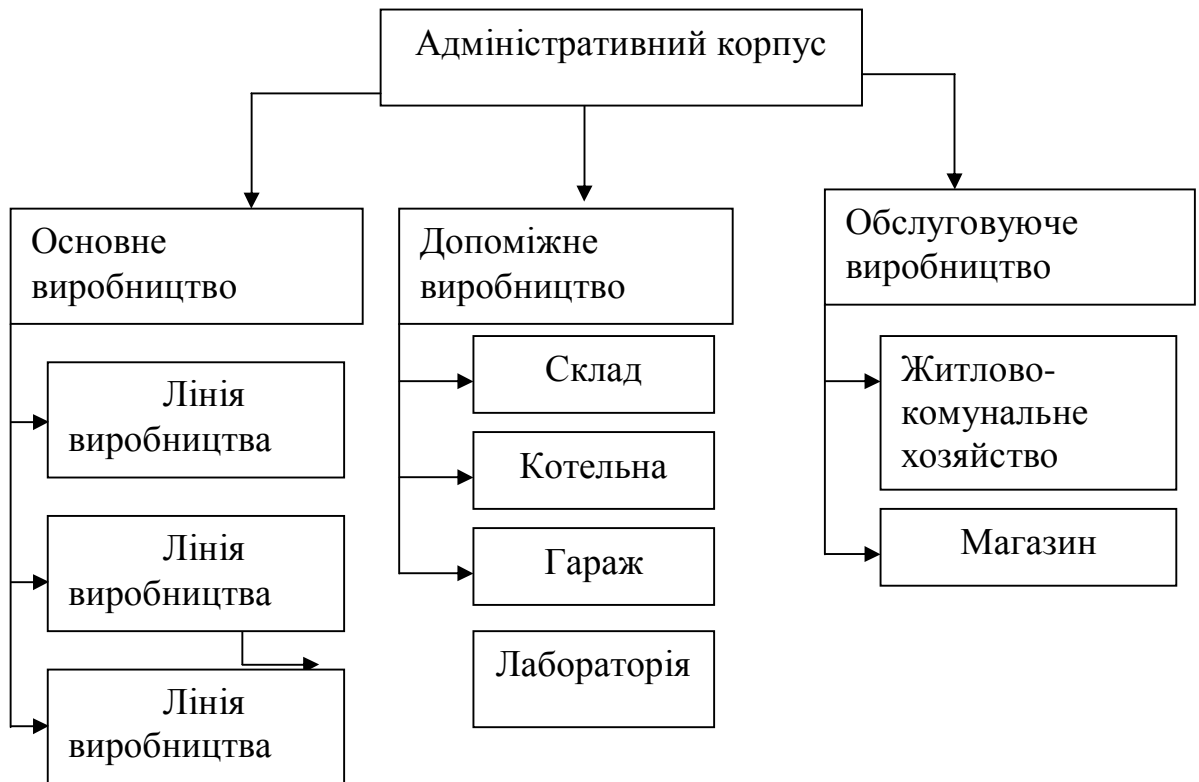 Адміністративний корпус
Основне
виробництво
Лінія
виробництва
Лінія
виробництва
Лінія
виробництва
Допоміжне
виробництво
Склад
Котельна
Гараж
Лабораторія
Обслуговуюче
виробництво
Житлово-
комунальне
хозяйство
Магазин